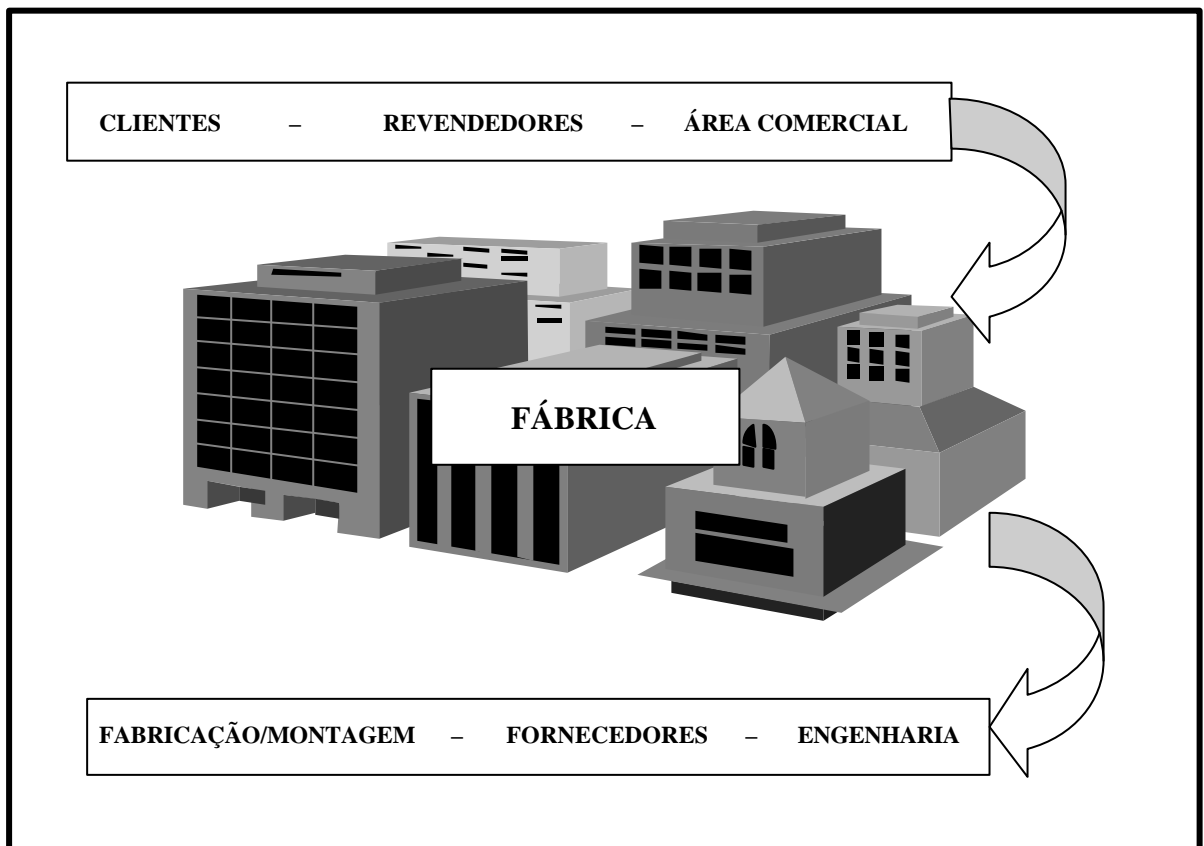 CLIENTES – REVENDEDORES – ÁREA COMERCIAL
FÁBRICA
FABRICAÇÃO/MONTAGEM – FORNECEDORES – ENGENHARIA